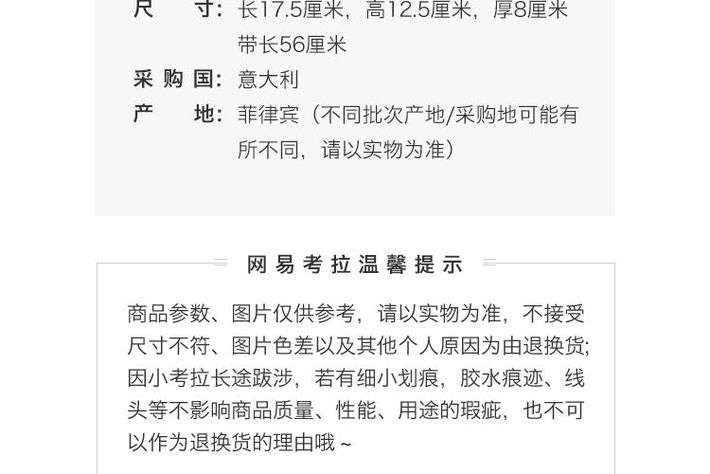 尺寸：长17.5厘米，高12.5厘米，厚8厘米
带长56厘米
采购国：意大利
产地：菲律宾（不同批次产地/采购地可能有
所不同，请以实物为准）
网易考拉温馨提示
商品参数、图片仅供参考，请以实物为准，不接受
尺寸不符、图片色差以及其他个人原因为由退换货;
因小考拉长途跋涉，若有细小划痕，胶水痕迹、线
头等不影响商品质量、性能、用途的瑕疵，也不可
以作为退换货的理由哦~